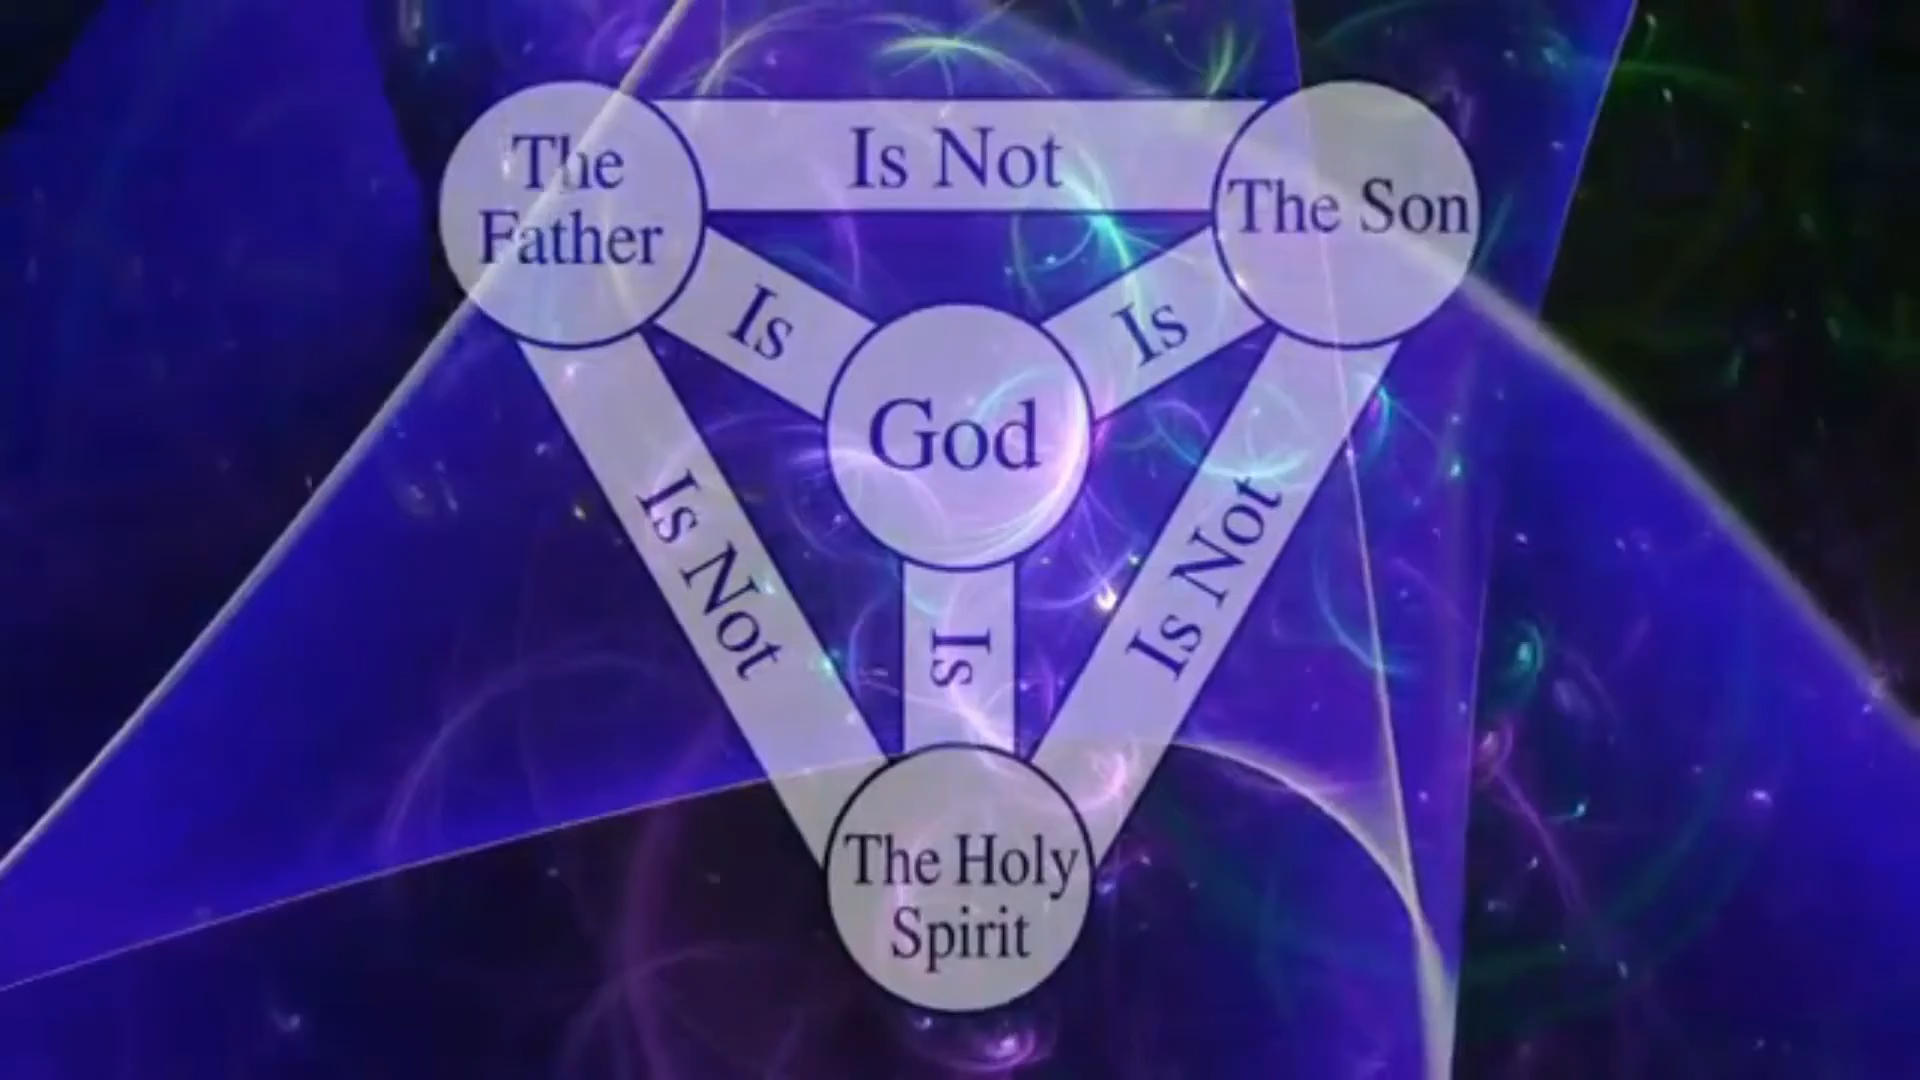 The
Father
Is Not
The Son
Is
Is
God
Is Not
Is Not
Is
The Holy
Spirit